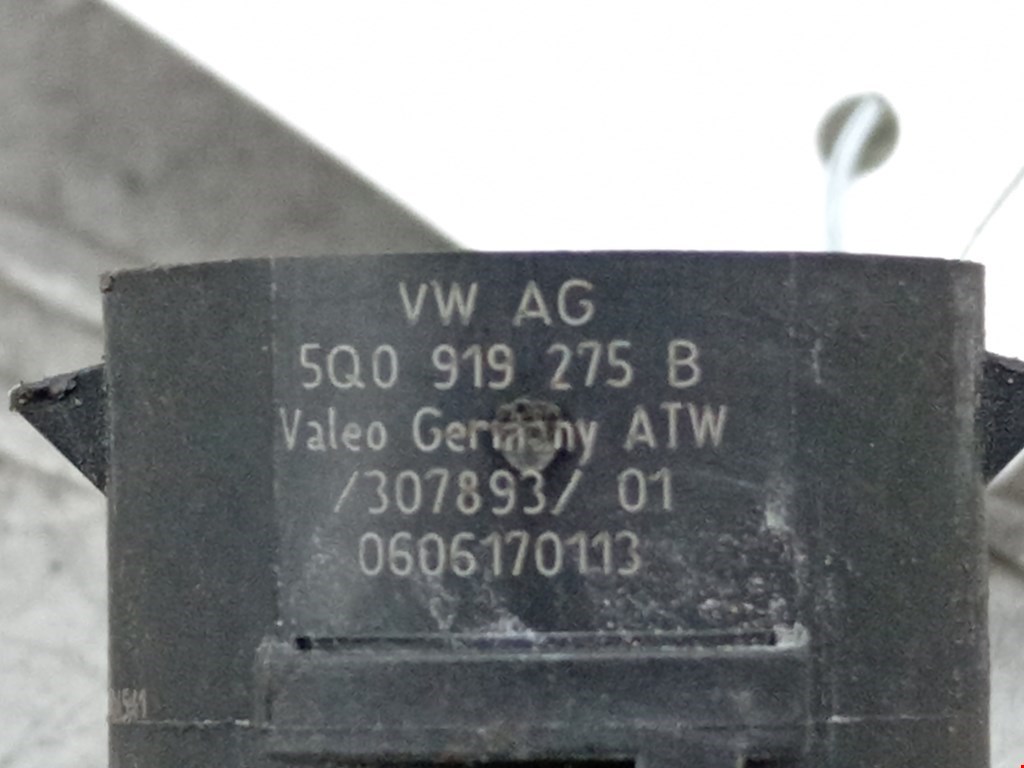 VW AG
5Q0 919 275 B
Valeo Germany ATW
/307893/ 01
0606170113